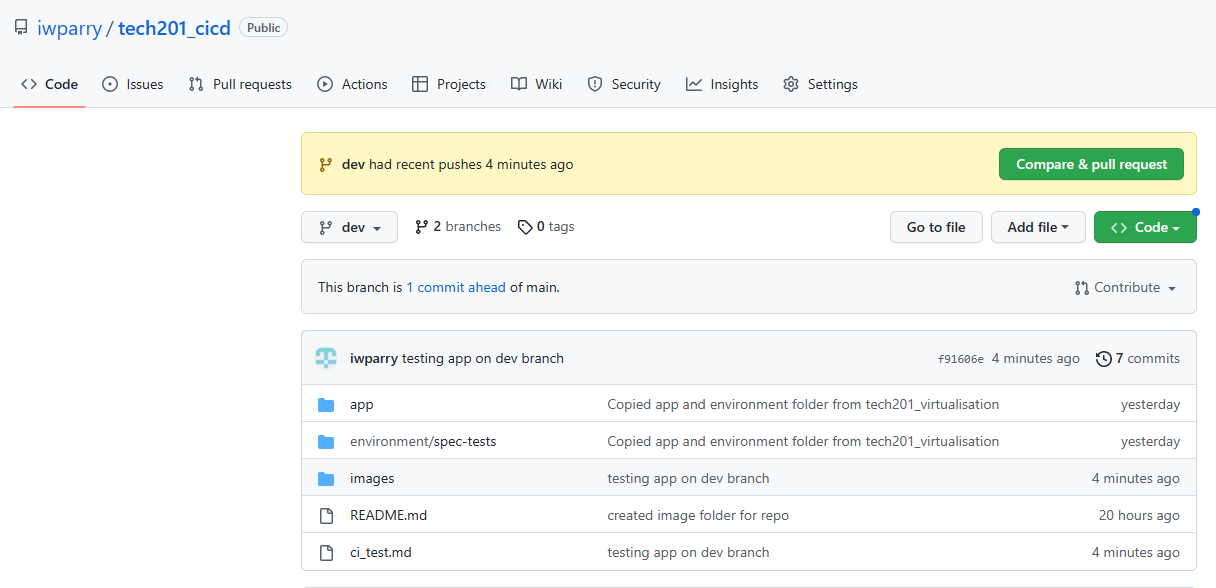 iwparry / tech201_cicd Public
Code Issues Pull requests Actions Projects Wiki Security Insights Settings
dev had recent pushes 4 minutes ago Compare & pull request
dev 2 branches 0 tags Go to file Add file Code
This branch is 1 commit ahead of main. Contribute
iwparry testing app on dev branch f91606e 4 minutes ago 7 commits
app Copied app and environment folder from tech201_virtualisation yesterday
environment/spec-tests Copied app and environment folder from tech201_virtualisation yesterday
images testing app on dev branch 4 minutes ago
README.md created image folder for repo 20 hours ago
ci_test.md testing app on dev branch 4 minutes ago